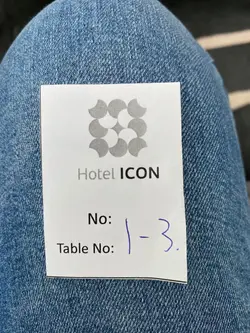 Hotel ICON
No:
Table No: 1-3.